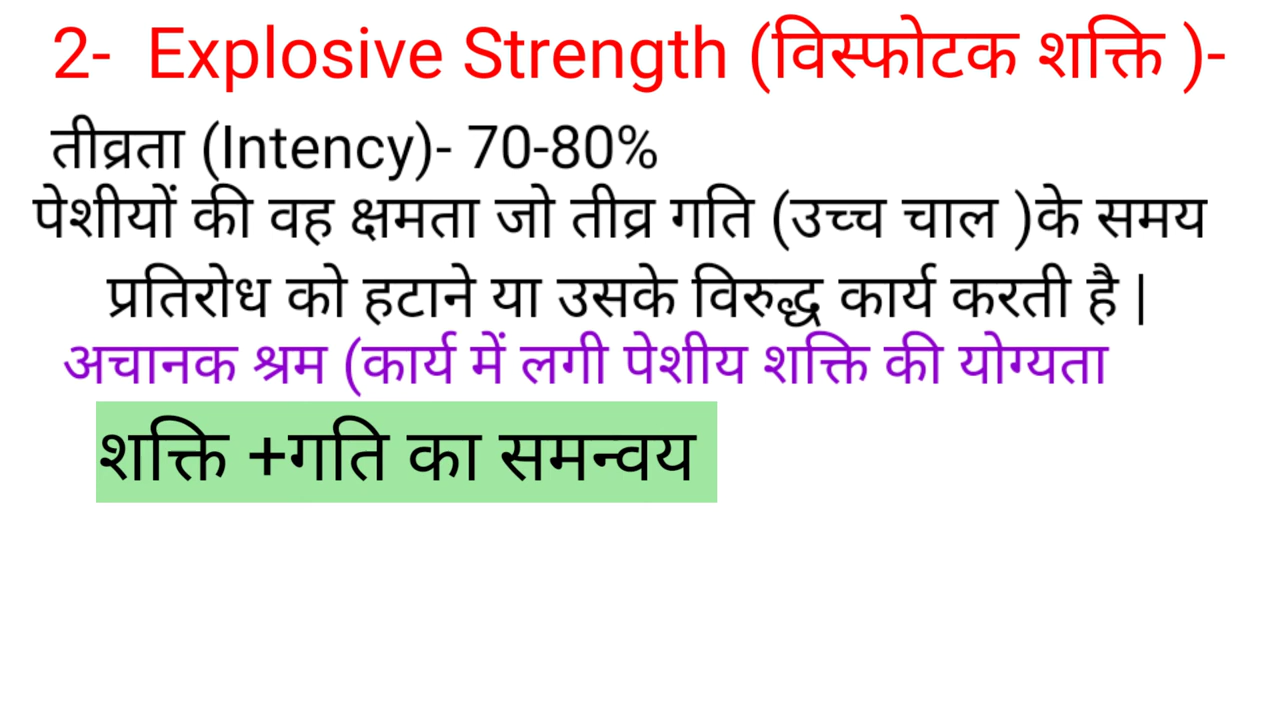 2- Explosive Strength (विस्फोटक शक्ति )-
तीव्रता (Intency)- 70-80%
पेशीयों की वह क्षमता जो तीव्र गति (उच्च चाल )के समय
प्रतिरोध को हटाने या उसके विरुद्ध कार्य करती है |
अचानक श्रम (कार्य में लगी पेशीय शक्ति की योग्यता
शक्ति +गति का समन्वय